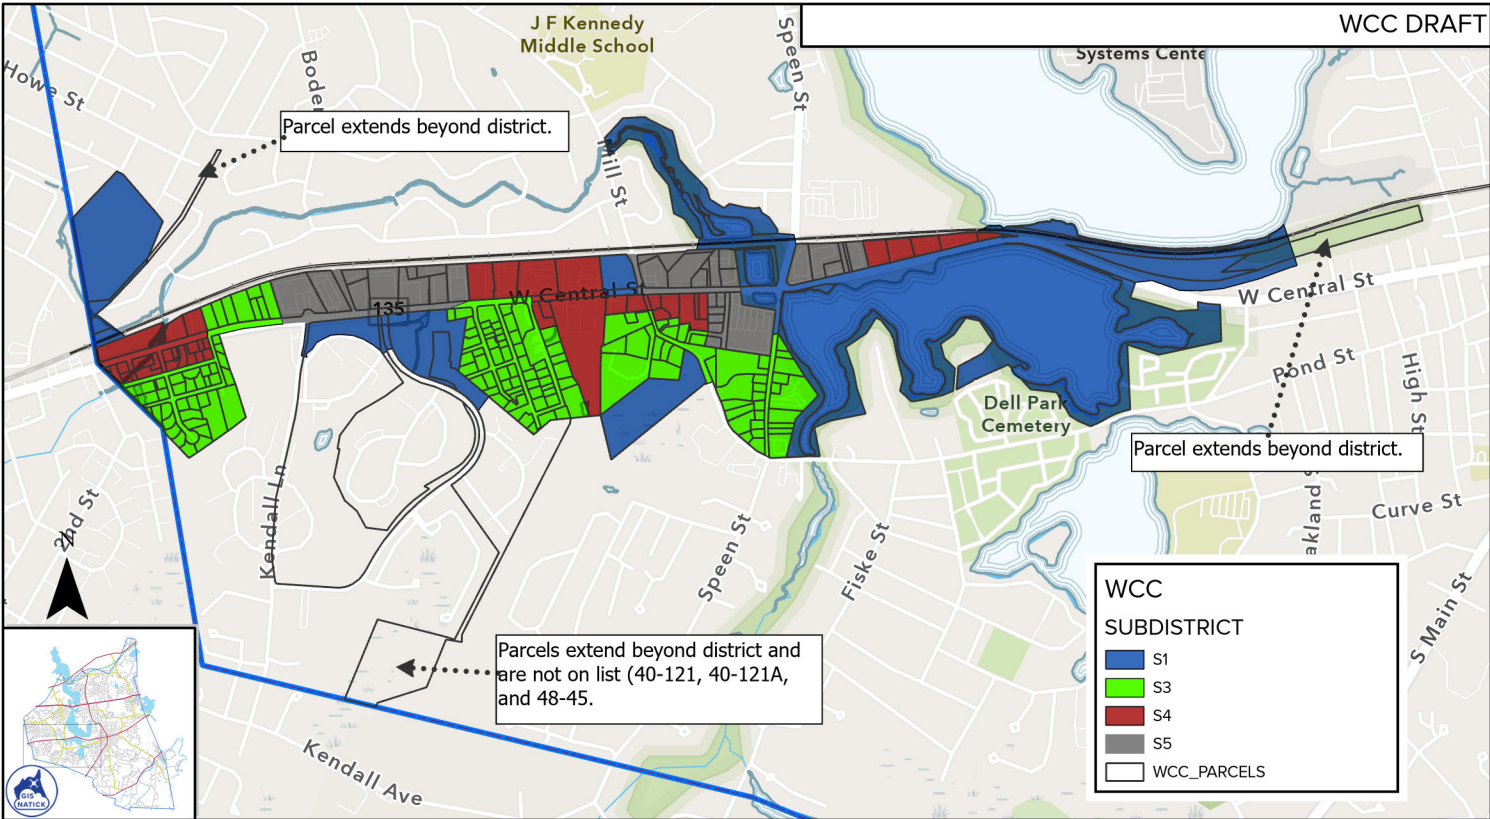 WCC DRAFT
J F Kennedy
Middle School
Systems Cente
Howe St
Boder
Speen St
Parcel extends beyond district.
Mill St
W Central St
135
W Central St
Pond St
High St
Dell Park
Cemetery
Parcel extends beyond district.
2nd St
Kendall Ln
Speen St
Fiske St
akland S
Curve St
S Main St
Parcels extend beyond district and
are not on list (40-121, 40-121A,
and 48-45.
Kendall Ave
WCC
SUBDISTRICT
S1
S3
S4
S5
WCC_PARCELS
GIS
NATICK